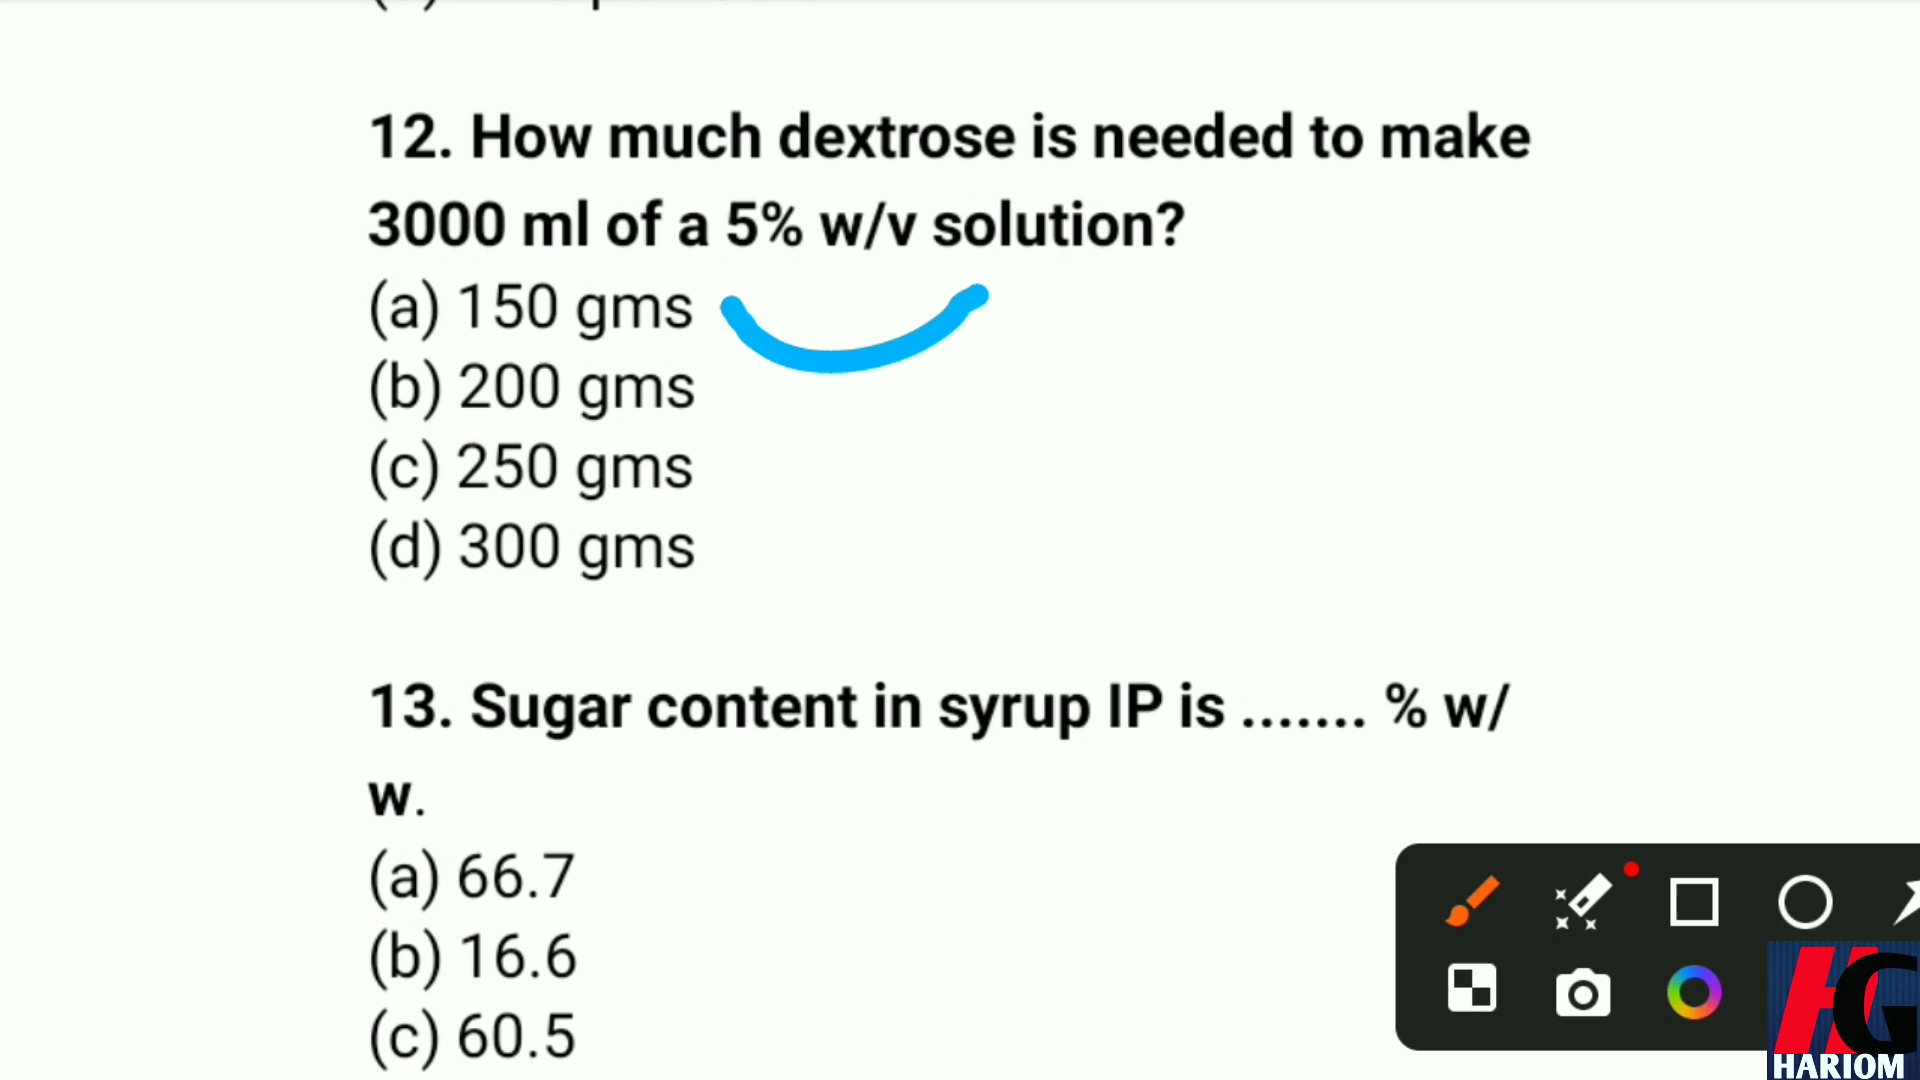 12. How much dextrose is needed to make
3000 ml of a 5% w/v solution?
(a) 150 gms
(b) 200 gms
(c) 250 gms
(d) 300 gms
13. Sugar content in syrup IP is ....... % w/
w.
(a) 66.7
(b) 16.6
(c) 60.5
HG
HARIOM